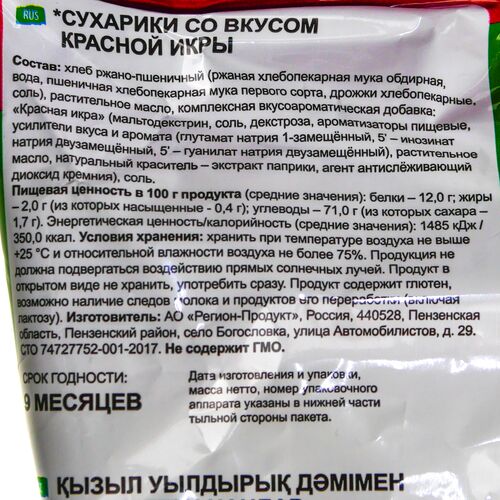 RUS
*СУХАРИКИ СО ВКУСОМ
КРАСНОЙ ИКРЫ
Состав: хлеб ржано-пшеничный (ржаная хлебопекарная мука обдирная,
вода, пшеничная хлебопекарная мука первого сорта, дрожжи хлебопекарные,
соль), растительное масло, комплексная вкусоароматическая добавка:
«Красная икра» (мальтодекстрин, соль, декстроза, ароматизаторы пищевые,
усилители вкуса и аромата (глутамат натрия 1-замещённый, 5' – инозинат
натрия двузамещённый, 5' – гуанилат натрия двузамещённый), растительное
масло, натуральный краситель – экстракт паприки, агент антислёживающий
диоксид кремния), соль.
Пищевая ценность в 100 г продукта (средние значения): белки – 12,0 г; жиры
– 2,0 г (из которых насыщенные - 0,4 г); углеводы – 71,0 г (из которых сахара –
1,7 г). Энергетическая ценность/калорийность (средние значения): 1485 кДж /
350,0 ккал. Условия хранения: хранить при температуре воздуха не выше
+25 °С и относительной влажности воздуха не более 75%. Продукция не
должна подвергаться воздействию прямых солнечных лучей. Продукт в
открытом виде не хранить, употребить сразу. Продукт содержит глютен,
возможно наличие следов молока и продуктов его переработки (включая
лактозу). Изготовитель: АО «Регион-Продукт», Россия, 440528, Пензенская
область, Пензенский район, село Богословка, улица Автомобилистов, д. 29.
СТО 74727752-001-2017. Не содержит ГМО.
СРОК ГОДНОСТИ:
9 МЕСЯЦЕВ
Дата изготовления и упаковки,
масса нетто, номер упаковочного
аппарата указаны в нижней части
тыльной стороны пакета.
ҚЫЗЫЛ УЫЛДЫРЫҚ ДӘМІМЕН